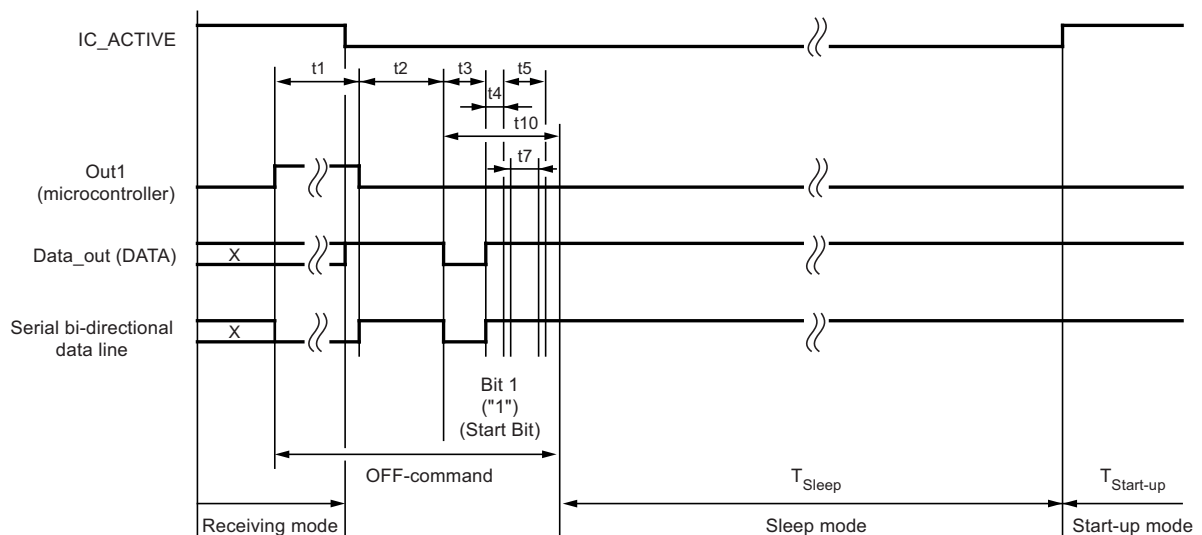 IC_ACTIVE
t1
t2
t3
t5
t4
t10
t7
Out1
(microcontroller)
Data_out (DATA)
X
Serial bi-directional
data line
X
Bit 1
("1")
(Start Bit)
OFF-command
TSleep
TStart-up
Receiving mode
Sleep mode
Start-up mode